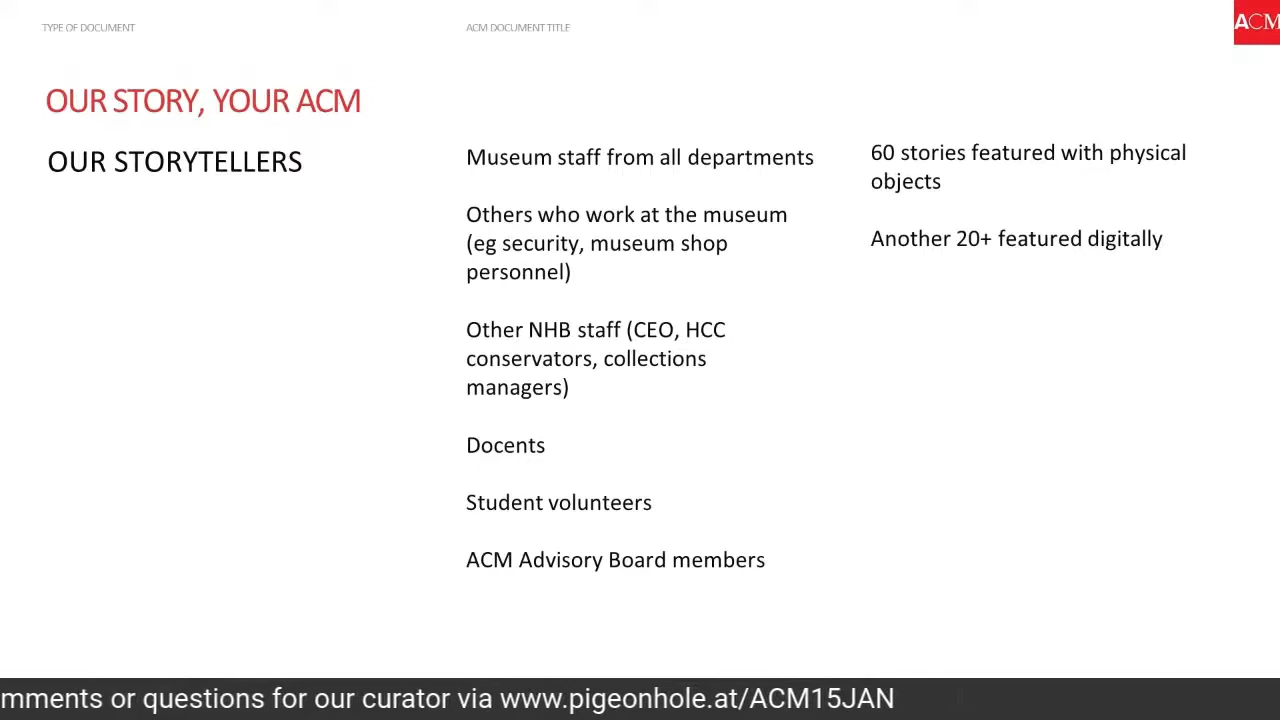 TYPE OF DOCUMENT
ACM DOCUMENT TITLE
ACM
OUR STORY, YOUR ACM
OUR STORYTELLERS
Museum staff from all departments
Others who work at the museum
(eg security, museum shop
personnel)
Other NHB staff (CEO, HCC
conservators, collections
managers)
Docents
Student volunteers
ACM Advisory Board members
60 stories featured with physical
objects
Another 20+ featured digitally
mments or questions for our curator via www.pigeonhole.at/ACM15JAN